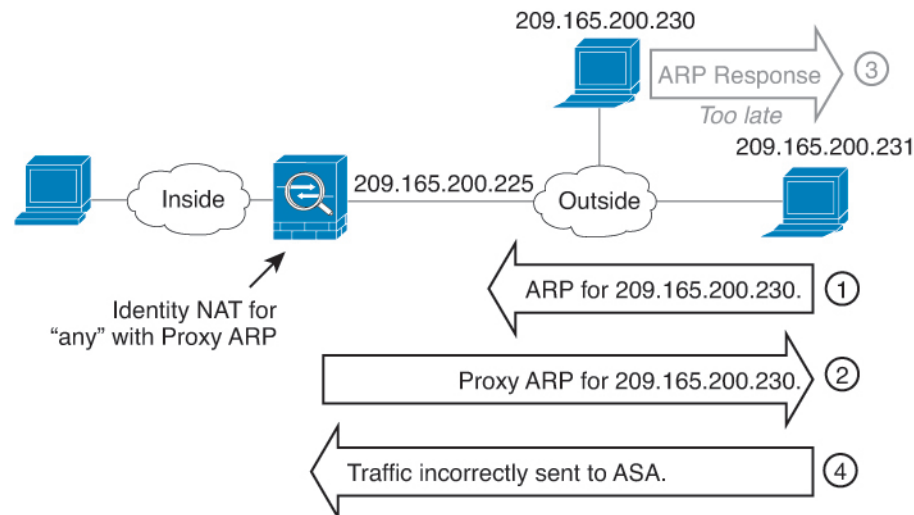 209.165.200.230
ARP Response
3
Too late
209.165.200.231
Inside
209.165.200.225
Outside
ARP for 209.165.200.230.
1
Identity NAT for
“any” with Proxy ARP
Proxy ARP for 209.165.200.230.
2
Traffic incorrectly sent to ASA.
4